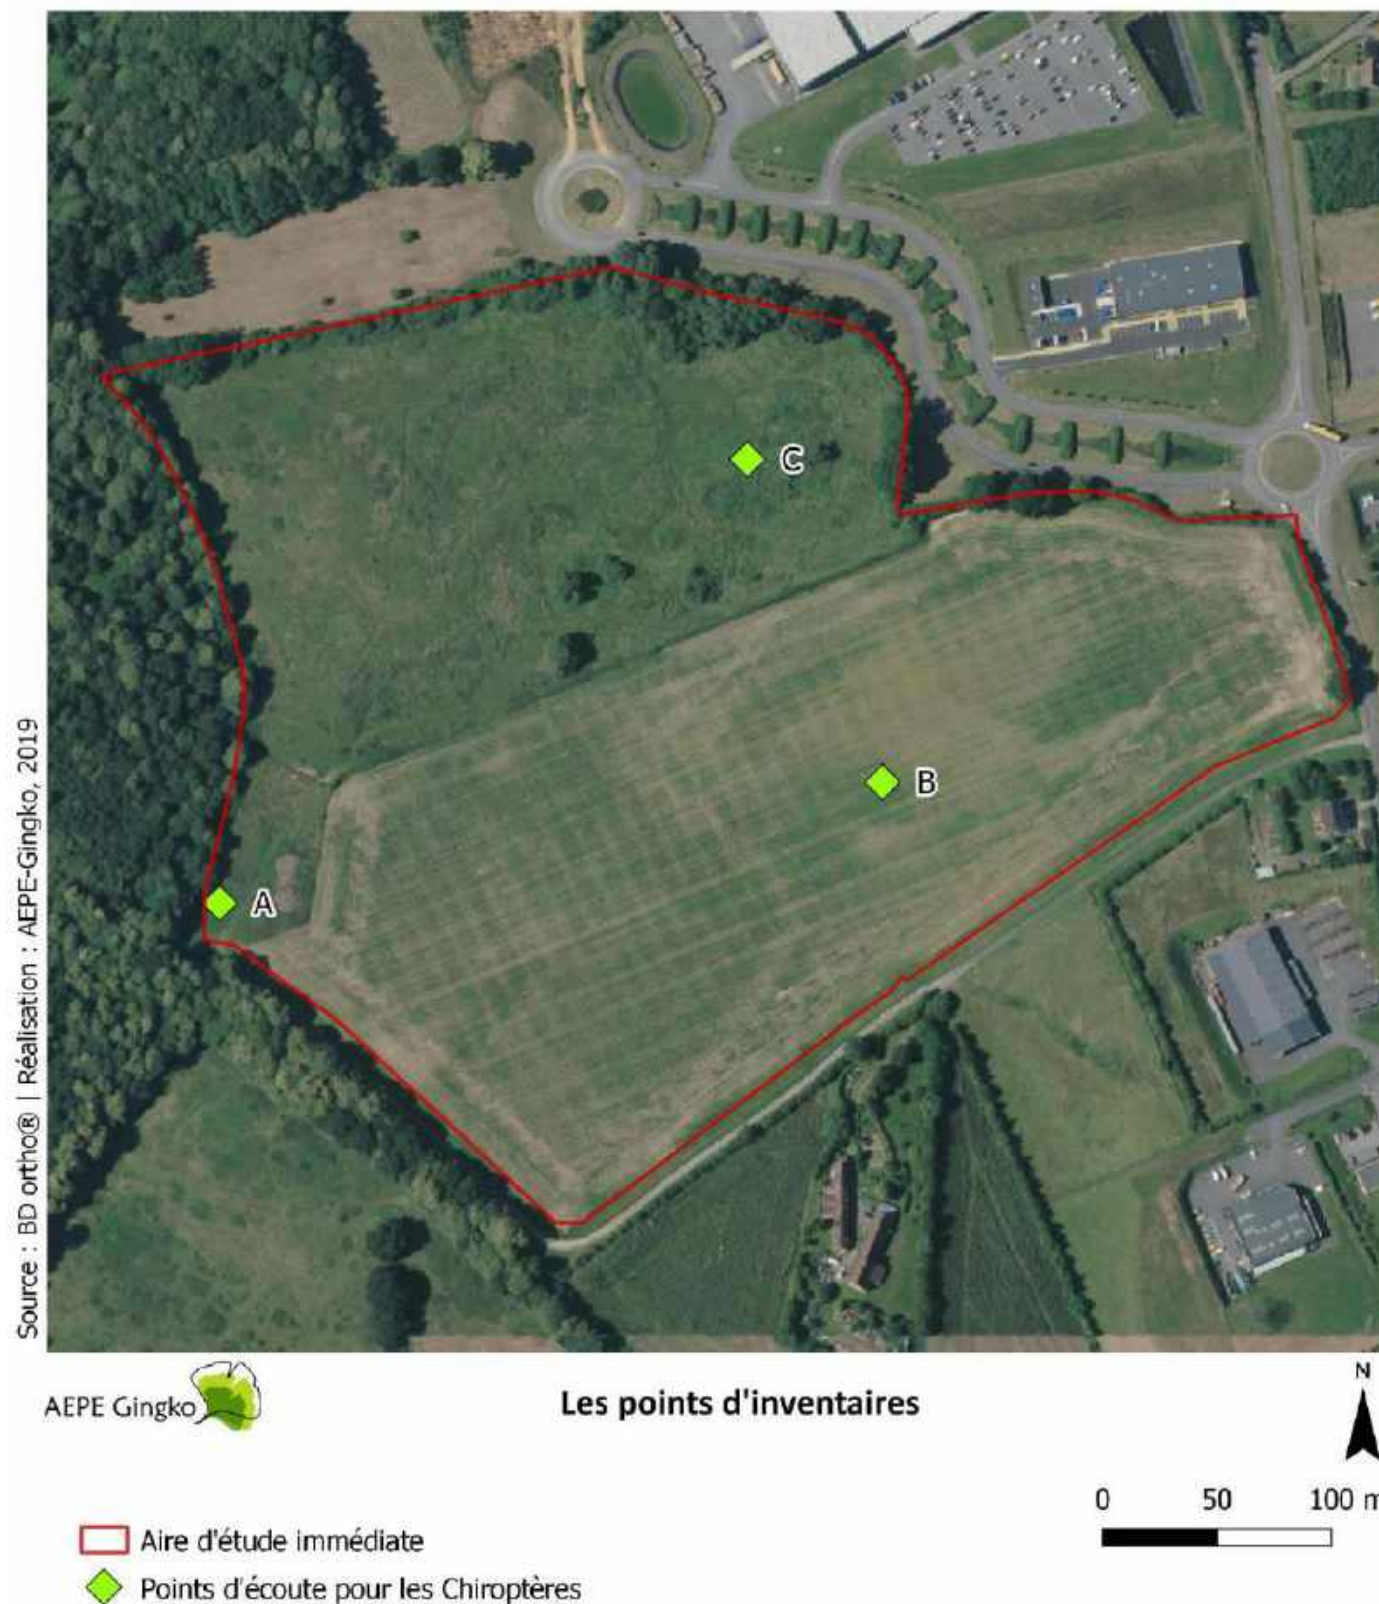 C
B
A
Source : BD ortho® | Réalisation : AEPE-Gingko, 2019
AEPE Gingko
Les points d'inventaires
N
0 50 100 m
Aire d'étude immédiate
Points d'écoute pour les Chiroptères